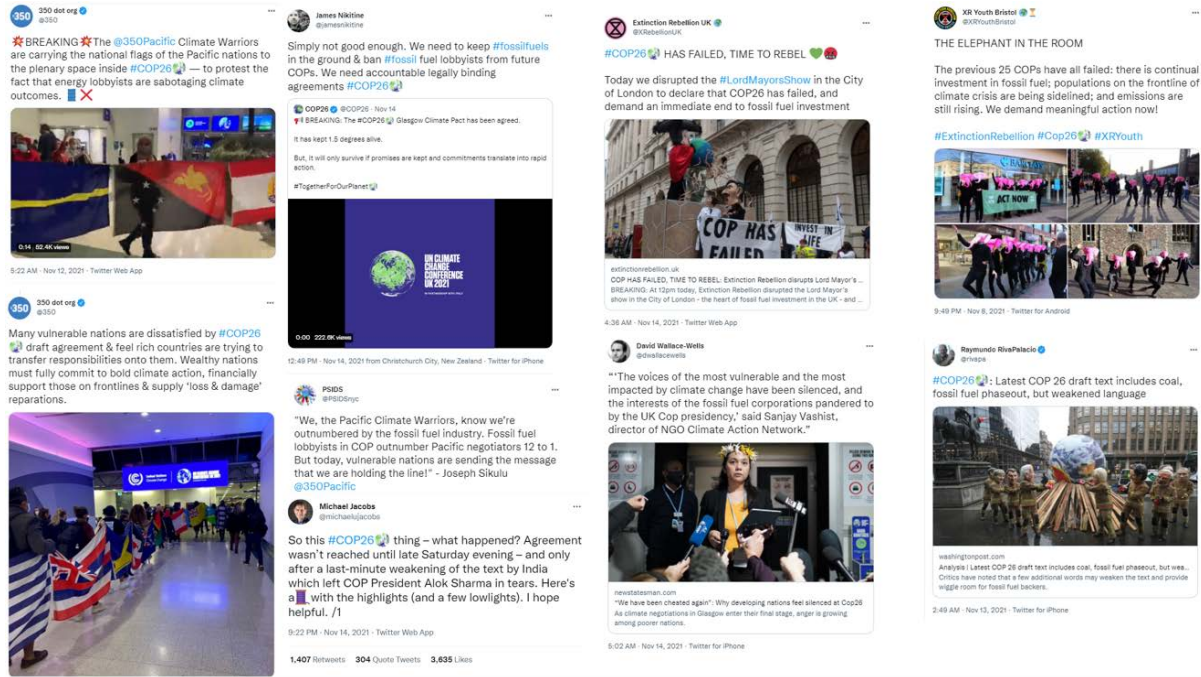 350 dot org
@350
BREAKING The @350Pacific Climate Warriors
are carrying the national flags of the Pacific nations to
the plenary space inside #COP26 — to protest the
fact that energy lobbyists are sabotaging climate
outcomes.
0:14 52.4K views
5:22 AM · Nov 12, 2021 · Twitter Web App
350 dot org
@350
Many vulnerable nations are dissatisfied by #COP26
draft agreement & feel rich countries are trying to
transfer responsibilities onto them. Wealthy nations
must fully commit to bold climate action, financially
support those on frontlines & supply 'loss & damage'
reparations.
James Nikitine
@jamesnikitine
Simply not good enough. We need to keep #fossilfuels
in the ground & ban #fossil fuel lobbyists from future
COPs. We need accountable legally binding
agreements #COP26
COP26 @COP26 · Nov 14
BREAKING: The #COP26 Glasgow Climate Pact has been agreed.
It has kept 1.5 degrees alive.
But, it will only survive if promises are kept and commitments translate into rapid
action.
#TogetherForOurPlanet
UN CLIMATE
CHANGE
CONFERENCE
UK 2021
0:00 222.6K views
12:49 PM · Nov 14, 2021 from Christchurch City, New Zealand · Twitter for iPhone
PSIDS
@PSIDSnyc
"We, the Pacific Climate Warriors, know we're
outnumbered by the fossil fuel industry. Fossil fuel
lobbyists in COP outnumber Pacific negotiators 12 to 1.
But today, vulnerable nations are sending the message
that we are holding the line!" - Joseph Sikulu
@350Pacific
Michael Jacobs
@michaelujacobs
So this #COP26 thing – what happened? Agreement
wasn't reached until late Saturday evening – and only
after a last-minute weakening of the text by India
which left COP President Alok Sharma in tears. Here's
a with the highlights (and a few lowlights). I hope
helpful. /1
9:22 PM · Nov 14, 2021 · Twitter Web App
1,407 Retweets 304 Quote Tweets 3,635 Likes
Extinction Rebellion UK
@XRebellionUK
#COP26 HAS FAILED, TIME TO REBEL
Today we disrupted the #LordMayorsShow in the City
of London to declare that COP26 has failed, and
demand an immediate end to fossil fuel investment
COP HAS
FAILED
INVEST IN
LIFE
extinctionrebellion.uk
COP HAS FAILED, TIME TO REBEL: Extinction Rebellion disrupts Lord Mayor's ...
BREAKING: At 12pm today, Extinction Rebellion disrupted the Lord Mayor's
show in the City of London - the heart of fossil fuel investment in the UK - and ...
4:36 AM · Nov 14, 2021 · Twitter Web App
David Wallace-Wells
@dwallacewells
"'The voices of the most vulnerable and the most
impacted by climate change have been silenced, and
the interests of the fossil fuel corporations pandered to
by the UK Cop presidency,' said Sanjay Vashist,
director of NGO Climate Action Network."
newstatesman.com
"We have been cheated again": Why developing nations feel silenced at Cop26
As climate negotiations in Glasgow enter their final stage, anger is growing
among poorer nations.
5:02 AM · Nov 14, 2021 · Twitter for iPhone
XR Youth Bristol
@XRYouthBristol
THE ELEPHANT IN THE ROOM
The previous 25 COPs have all failed: there is continual
investment in fossil fuel; populations on the frontline of
climate crisis are being sidelined; and emissions are
still rising. We demand meaningful action now!
#ExtinctionRebellion #Cop26 #XRYouth
BARCLAYS
ACT NOW
9:49 PM · Nov 8, 2021 · Twitter for Android
Raymundo RivaPalacio
@rivapa
#COP26: Latest COP 26 draft text includes coal,
fossil fuel phaseout, but weakened language
washingtonpost.com
Analysis | Latest COP 26 draft text includes coal, fossil fuel phaseout, but wea...
Critics have noted that a few additional words may weaken the text and provide
wiggle room for fossil fuel backers.
2:49 AM · Nov 13, 2021 · Twitter for iPhone